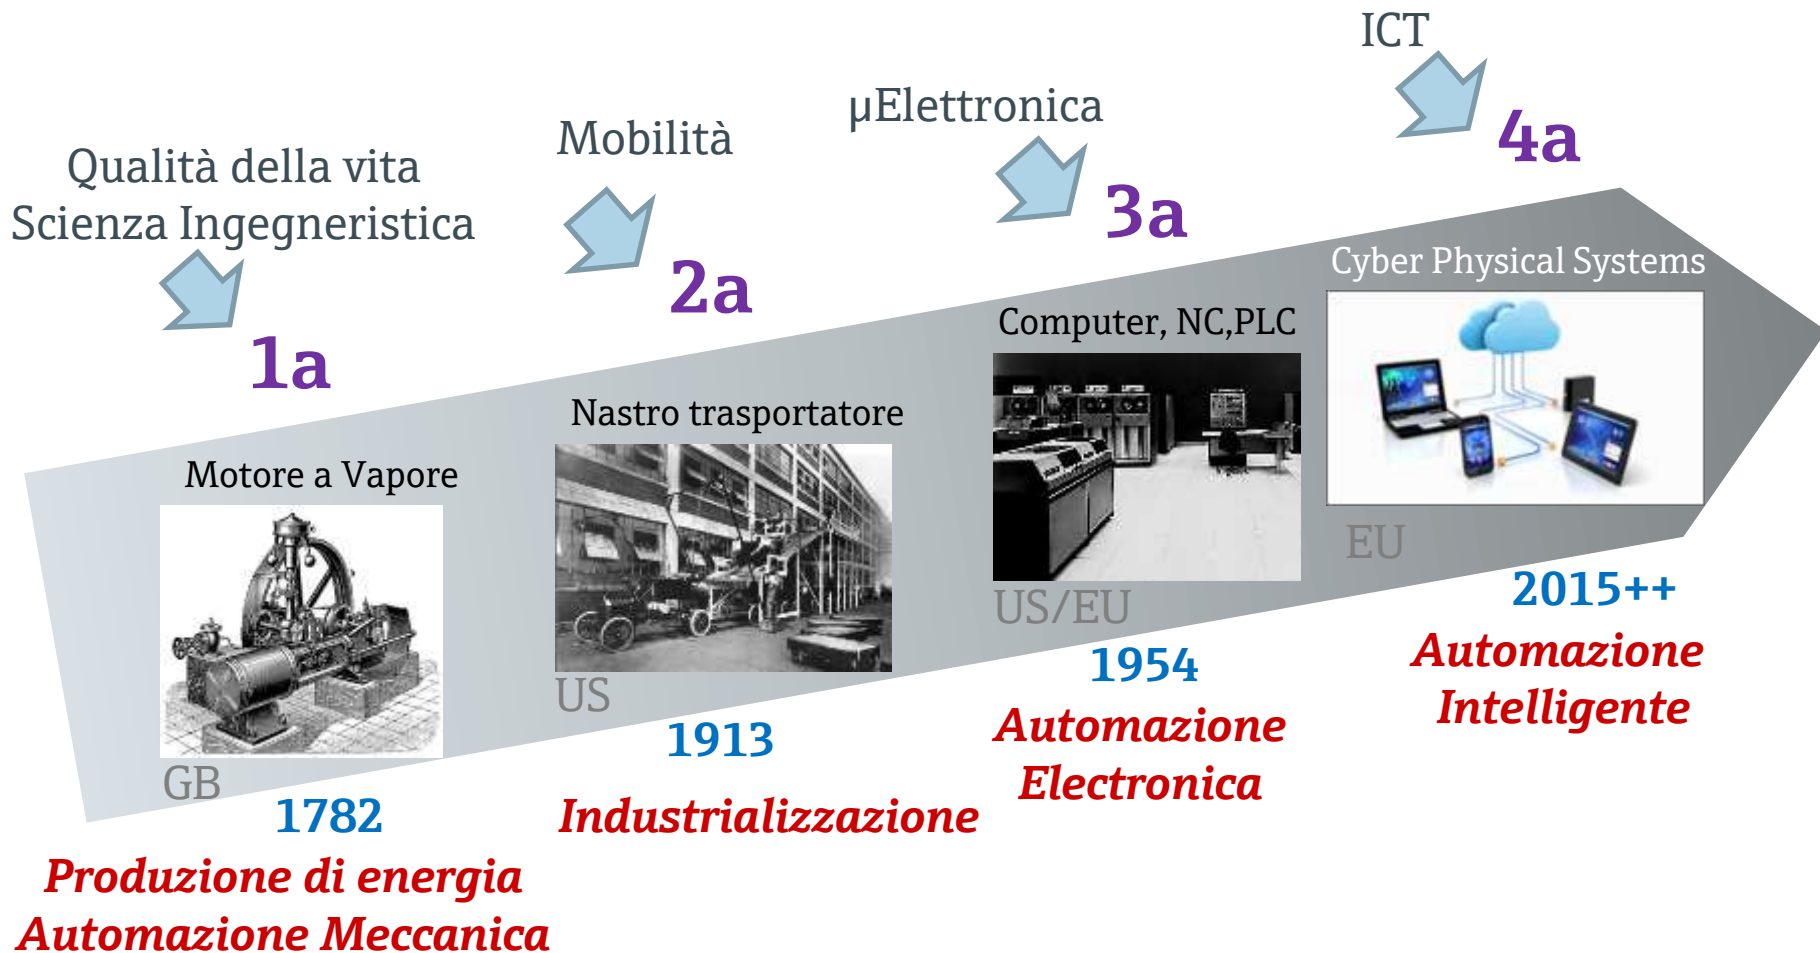 Qualità della vita
Scienza Ingegneristica
1a
Motore a Vapore
GB
1782
Produzione di energia
Automazione Meccanica
Mobilità
2a
Nastro trasportatore
US
1913
Industrializzazione
µElettronica
3a
Computer, NC,PLC
US/EU
1954
Automazione
Electronica
ICT
4a
Cyber Physical Systems
EU
2015++
Automazione
Intelligente